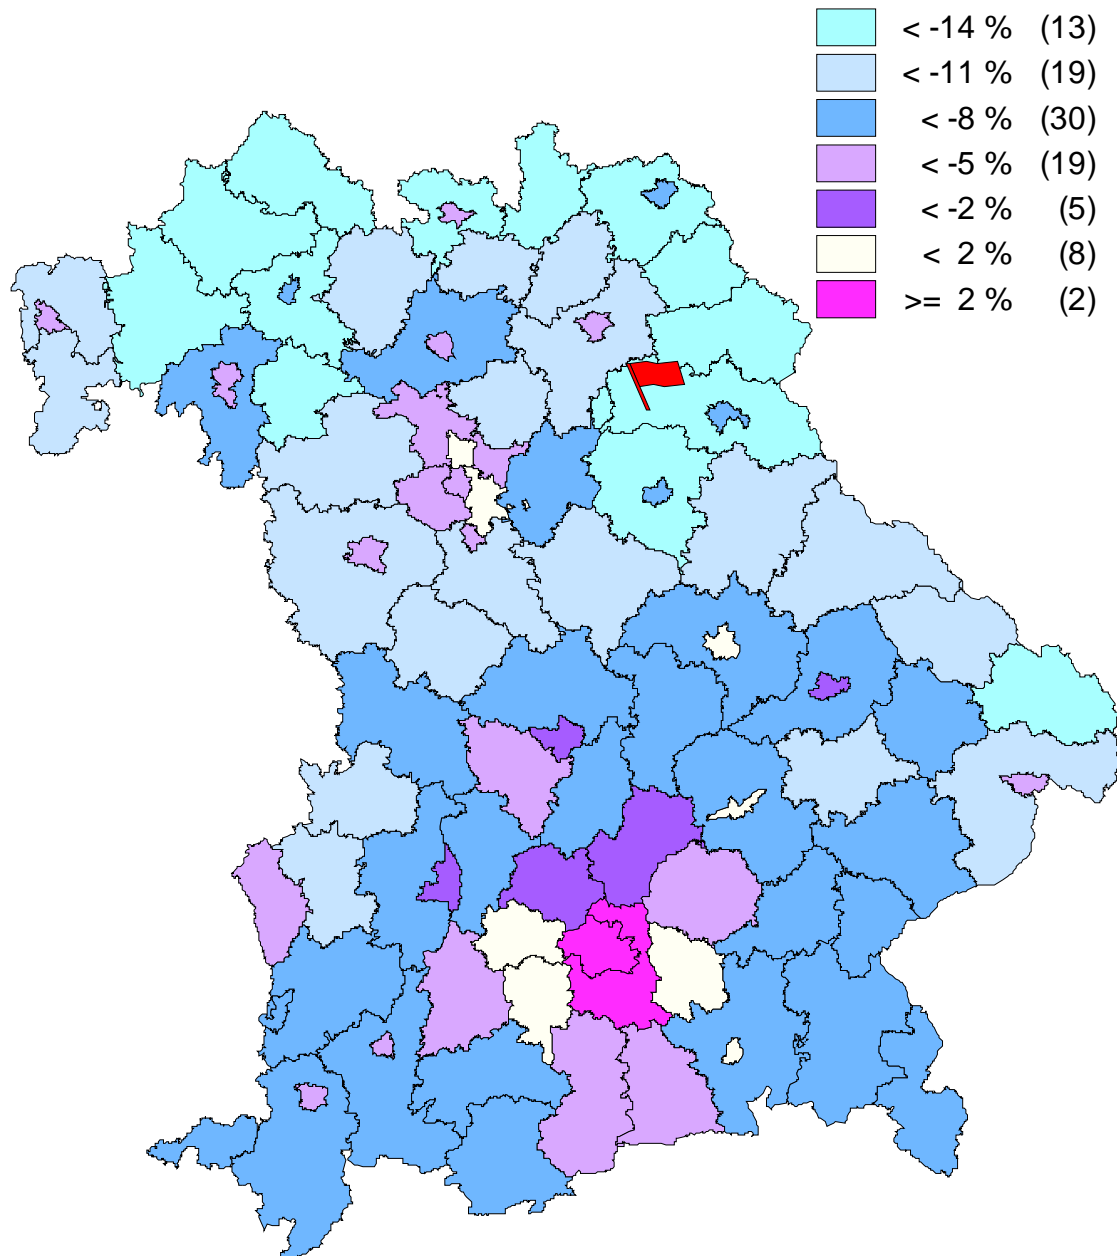 < -14 % (13)
< -11 % (19)
< -8 % (30)
< -5 % (19)
< -2 % (5)
< 2 % (8)
>= 2 % (2)